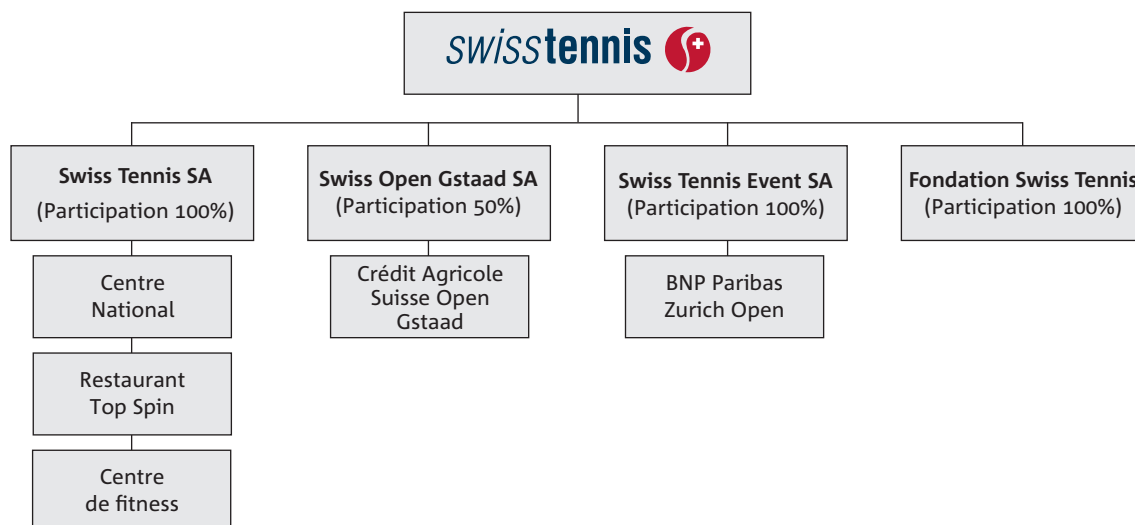 swisstennis
Swiss Tennis SA
(Participation 100%)
Swiss Open Gstaad SA
(Participation 50%)
Swiss Tennis Event SA
(Participation 100%)
Fondation Swiss Tennis
(Participation 100%)
Centre
National
Crédit Agricole
Suisse Open
Gstaad
BNP Paribas
Zurich Open
Restaurant
Top Spin
Centre
de fitness